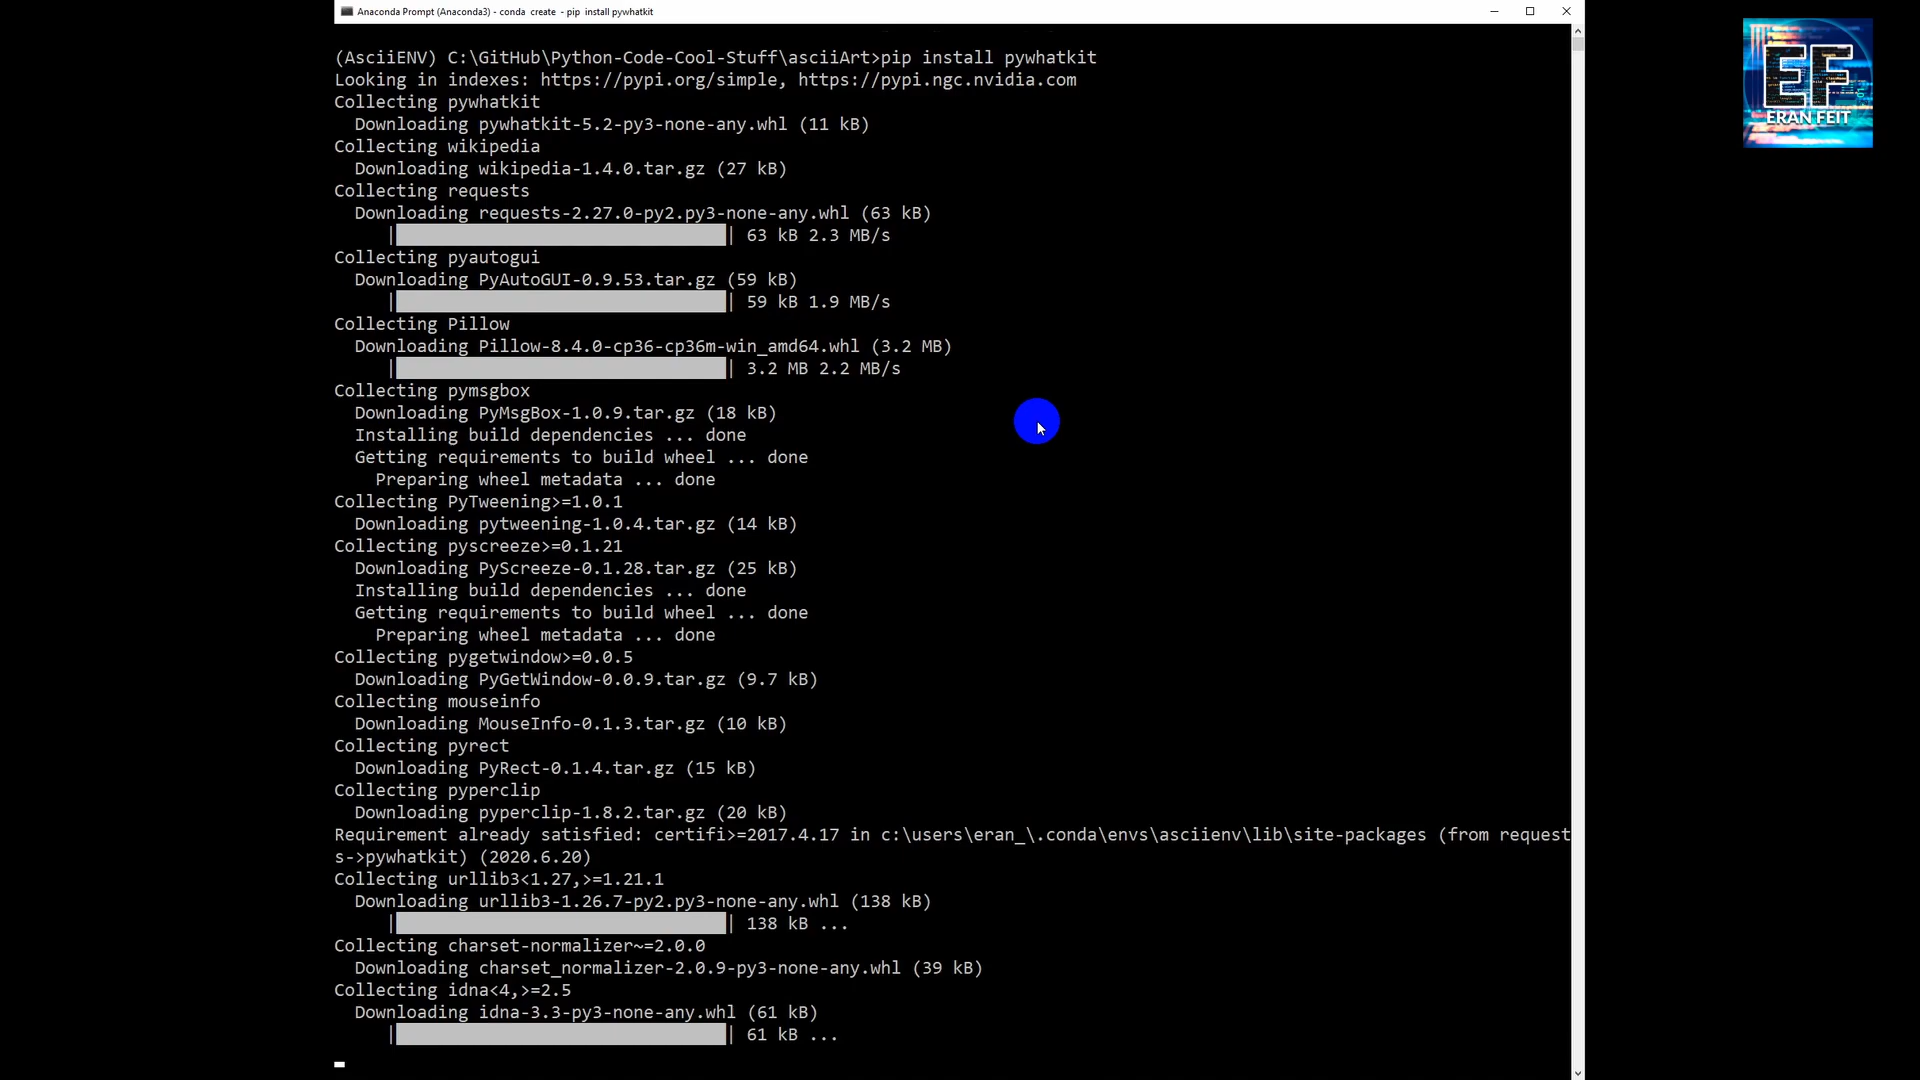 Anaconda Prompt (Anaconda3) - conda create - pip install pywhatkit
(AsciiENV) C:\GitHub\Python-Code-Cool-Stuff\asciiArt>pip install pywhatkit
Looking in indexes: https://pypi.org/simple, https://pypi.ngc.nvidia.com
Collecting pywhatkit
  Downloading pywhatkit-5.2-py3-none-any.whl (11 kB)
Collecting wikipedia
  Downloading wikipedia-1.4.0.tar.gz (27 kB)
Collecting requests
  Downloading requests-2.27.0-py2.py3-none-any.whl (63 kB)
     |████████████████████████████████| 63 kB 2.3 MB/s
Collecting pyautogui
  Downloading PyAutoGUI-0.9.53.tar.gz (59 kB)
     |████████████████████████████████| 59 kB 1.9 MB/s
Collecting Pillow
  Downloading Pillow-8.4.0-cp36-cp36m-win_amd64.whl (3.2 MB)
     |████████████████████████████████| 3.2 MB 2.2 MB/s
Collecting pymsgbox
  Downloading PyMsgBox-1.0.9.tar.gz (18 kB)
  Installing build dependencies ... done
  Getting requirements to build wheel ... done
    Preparing wheel metadata ... done
Collecting PyTweening>=1.0.1
  Downloading pytweening-1.0.4.tar.gz (14 kB)
Collecting pyscreeze>=0.1.21
  Downloading PyScreeze-0.1.28.tar.gz (25 kB)
  Installing build dependencies ... done
  Getting requirements to build wheel ... done
    Preparing wheel metadata ... done
Collecting pygetwindow>=0.0.5
  Downloading PyGetWindow-0.0.9.tar.gz (9.7 kB)
Collecting mouseinfo
  Downloading MouseInfo-0.1.3.tar.gz (10 kB)
Collecting pyrect
  Downloading PyRect-0.1.4.tar.gz (15 kB)
Collecting pyperclip
  Downloading pyperclip-1.8.2.tar.gz (20 kB)
Requirement already satisfied: certifi>=2017.4.17 in c:\users\eran_\.conda\envs\asciienv\lib\site-packages (from request
s->pywhatkit) (2020.6.20)
Collecting urllib3<1.27,>=1.21.1
  Downloading urllib3-1.26.7-py2.py3-none-any.whl (138 kB)
     |████████████████████████████████| 138 kB ...
Collecting charset-normalizer~=2.0.0
  Downloading charset_normalizer-2.0.9-py3-none-any.whl (39 kB)
Collecting idna<4,>=2.5
  Downloading idna-3.3-py3-none-any.whl (61 kB)
     |████████████████████████████████| 61 kB ...
EF
ERAN FEIT